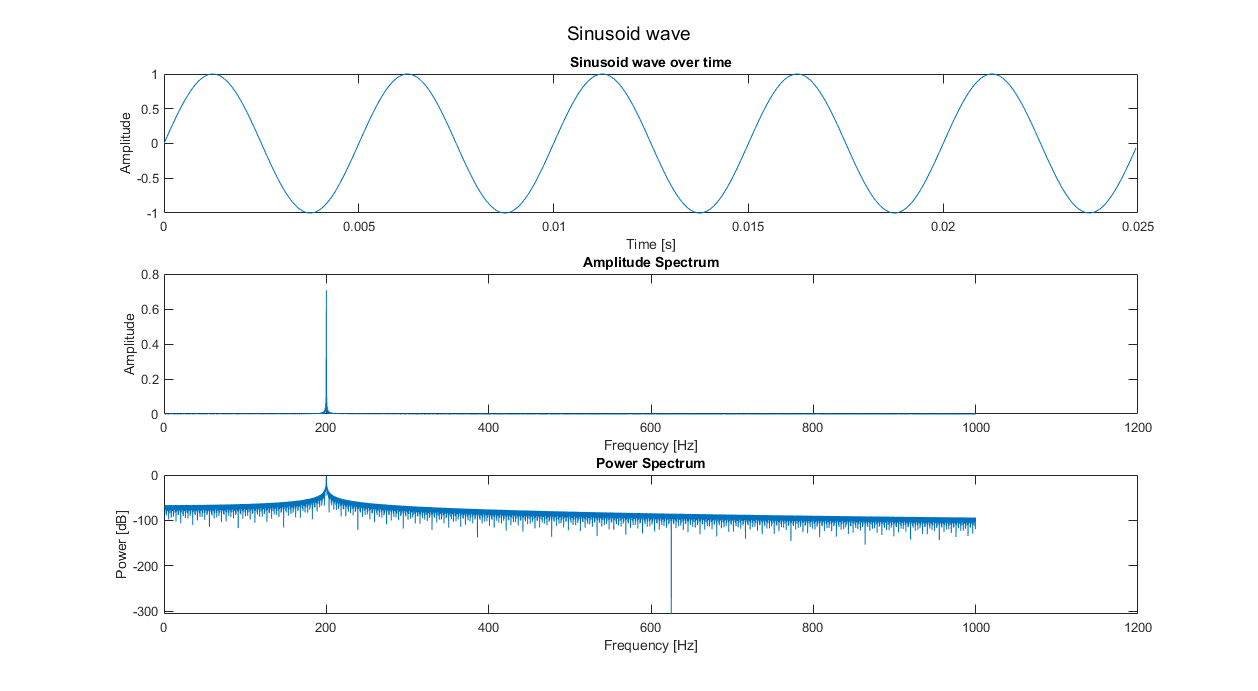 Sinusoid wave
Sinusoid wave over time
1
0.5
0
-0.5
-1
Amplitude
0 0.005 0.01 0.015 0.02 0.025
Time [s]
Amplitude Spectrum
0.8
0.6
0.4
0.2
0
Amplitude
0 200 400 600 800 1000 1200
Frequency [Hz]
Power Spectrum
0
-100
-200
-300
Power [dB]
0 200 400 600 800 1000 1200
Frequency [Hz]